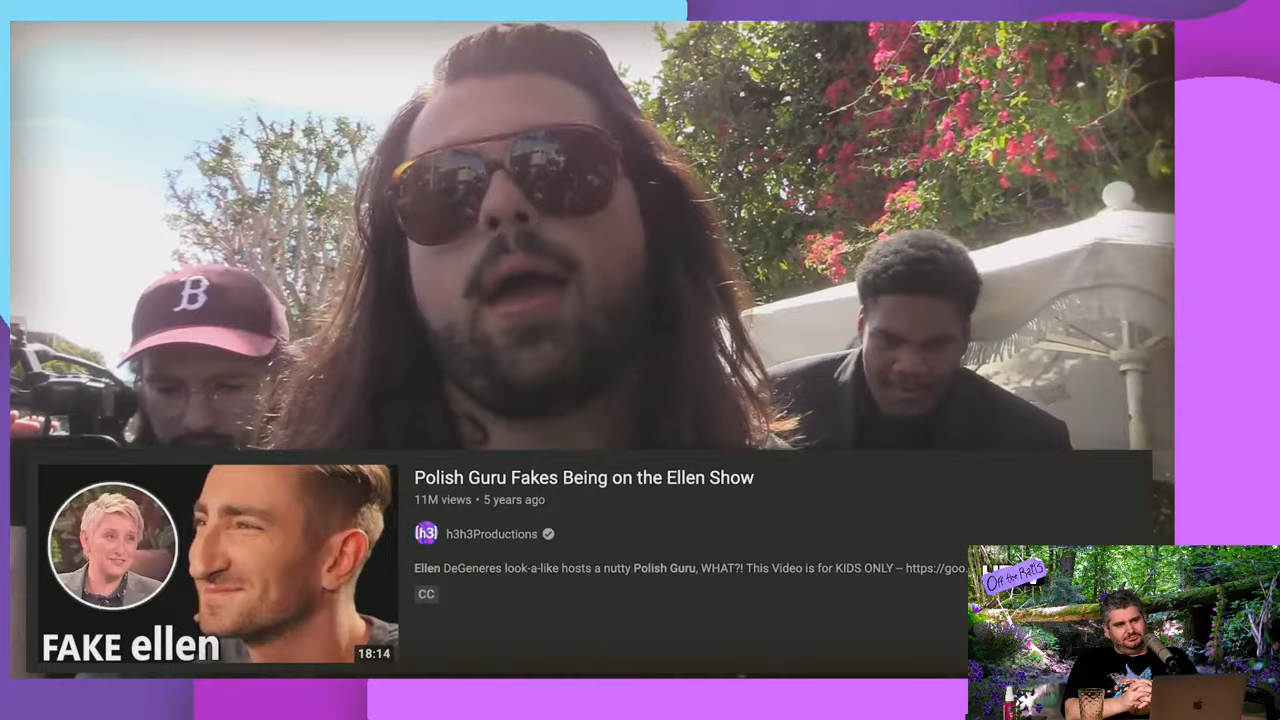 B
Polish Guru Fakes Being on the Ellen Show
11M views • 5 years ago
[h3] h3h3Productions
Ellen DeGeneres look-a-like hosts a nutty Polish Guru, WHAT?! This Video is for KIDS ONLY – https://goo.
CC
FAKE ellen
18:14
Off the Rails